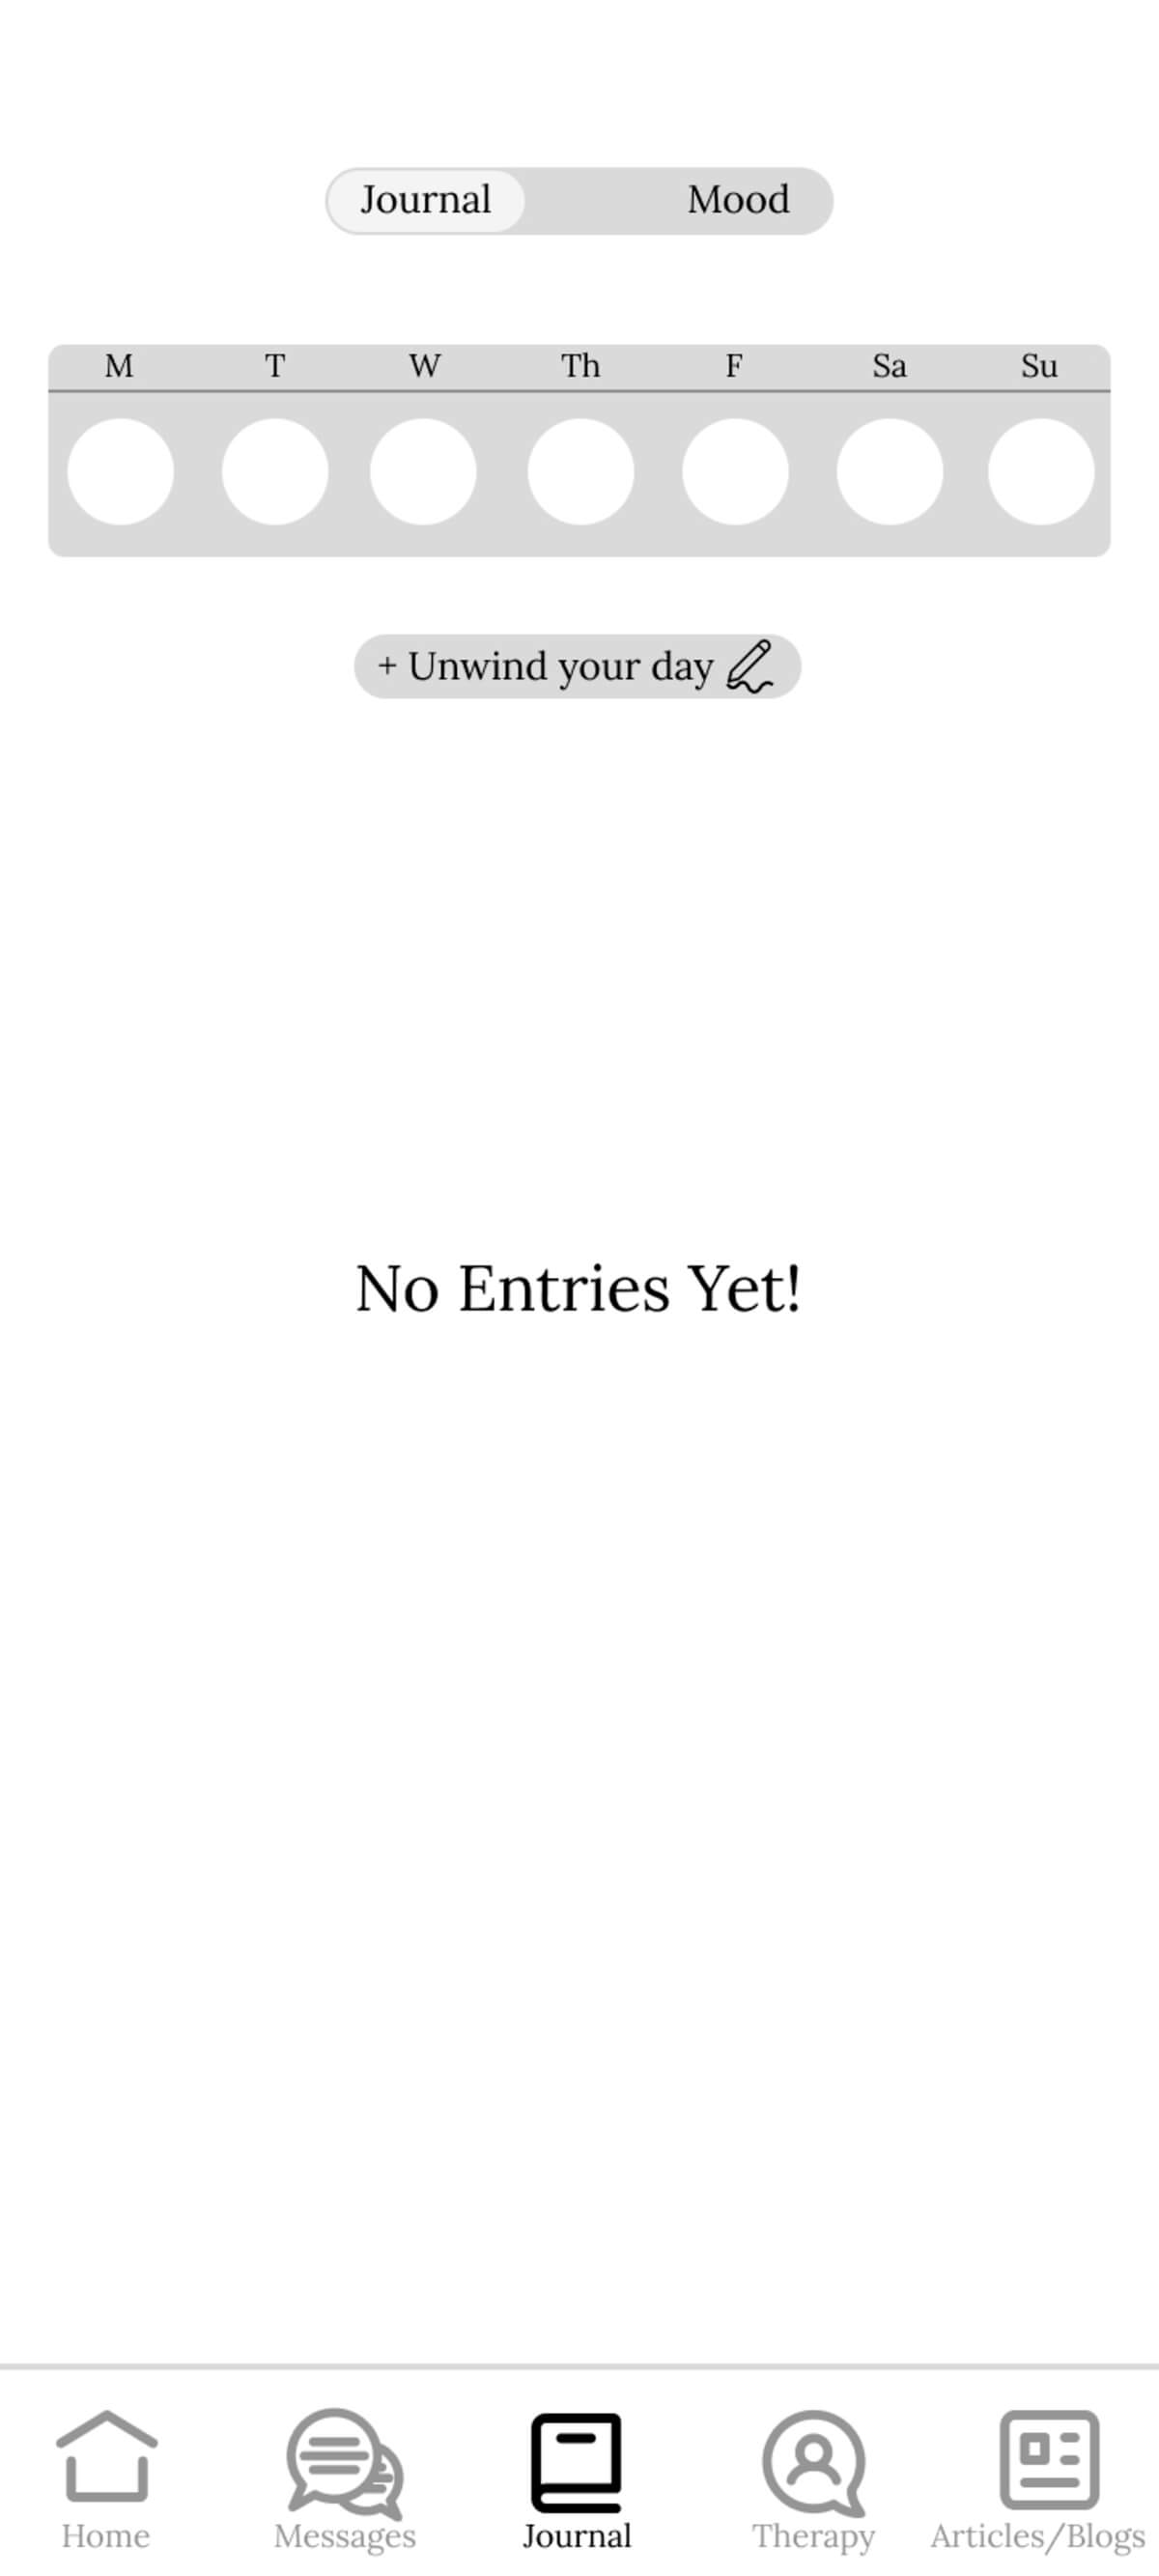 Journal Mood
M T W Th F Sa Su
+ Unwind your day
No Entries Yet!
Home Messages Journal Therapy Articles/Blogs